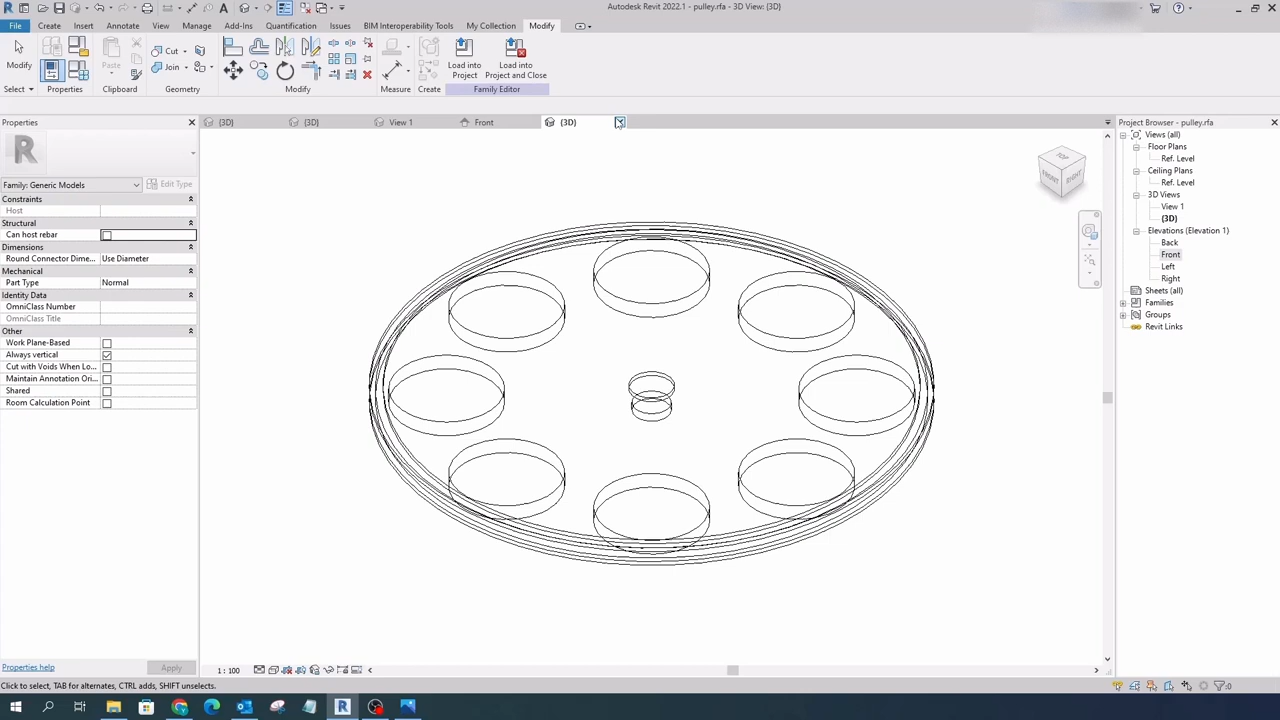 Autodesk Revit 2022.1 - pulley.rfa - 3D View: {3D}
File Create Insert Annotate View Manage Add-Ins Quantification Issues BIM Interoperability Tools My Collection Modify
Cut
Join
Modify Paste Load into Project Load into Project and Close
Select Properties Clipboard Geometry Modify Measure Create Family Editor
Properties
{3D} {3D} View 1 Front {3D}
Project Browser - pulley.rfa
R
Family: Generic Models Edit Type
Constraints
Host
Structural
Can host rebar
Dimensions
Round Connector Dime... Use Diameter
Mechanical
Part Type Normal
Identity Data
OmniClass Number
OmniClass Title
Other
Work Plane-Based
Always vertical
Cut with Voids When Lo...
Maintain Annotation Ori...
Shared
Room Calculation Point
TOP
FRONT RIGHT
Views (all)
Floor Plans
Ref. Level
Ceiling Plans
Ref. Level
3D Views
View 1
{3D}
Elevations (Elevation 1)
Back
Front
Left
Right
Sheets (all)
Families
Groups
Revit Links
Properties help Apply
1 : 100
Click to select, TAB for alternates, CTRL adds, SHIFT unselects.
:0